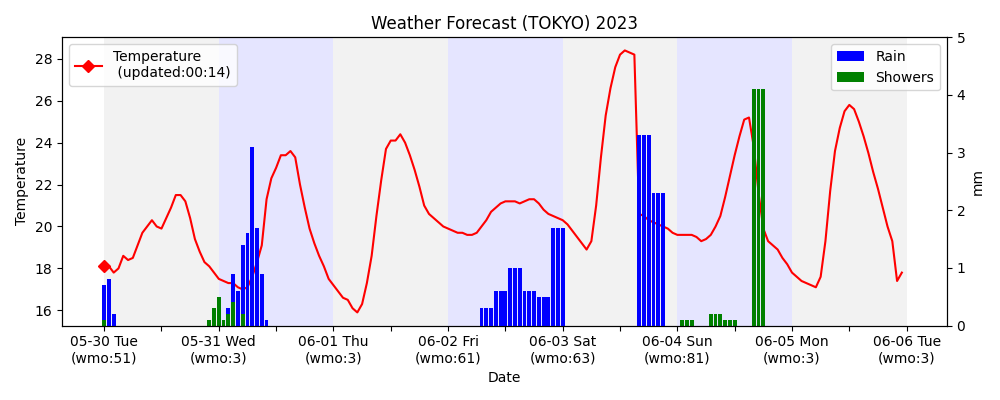 Weather Forecast (TOKYO) 2023
Temperature
(updated:00:14)
Rain
Showers
28
26
24
22
20
18
16
Temperature
5
4
3
2
1
0
mm
05-30 Tue
(wmo:51)
05-31 Wed
(wmo:3)
06-01 Thu
(wmo:3)
06-02 Fri
(wmo:61)
06-03 Sat
(wmo:63)
06-04 Sun
(wmo:81)
06-05 Mon
(wmo:3)
06-06 Tue
(wmo:3)
Date